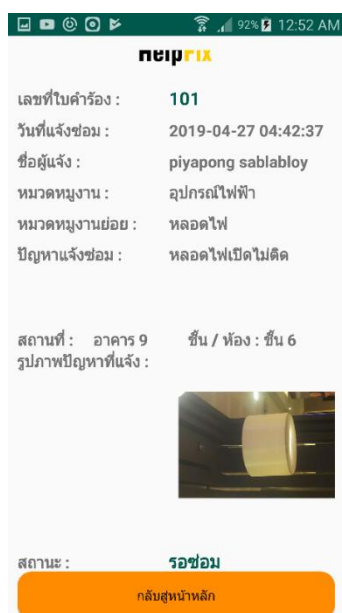 92% 12:52 AM
helpfix
เลขที่ใบคำร้อง : 101
วันที่แจ้งซ่อม : 2019-04-27 04:42:37
ชื่อผู้แจ้ง : piyapong sablabloy
หมวดหมู่งาน : อุปกรณ์ไฟฟ้า
หมวดหมู่งานย่อย : หลอดไฟ
ปัญหาแจ้งซ่อม : หลอดไฟเปิดไม่ติด
สถานที่ : อาคาร 9 ชั้น / ห้อง : ชั้น 6
รูปภาพปัญหาที่แจ้ง :
สถานะ : รอซ่อม
กลับสู่หน้าหลัก